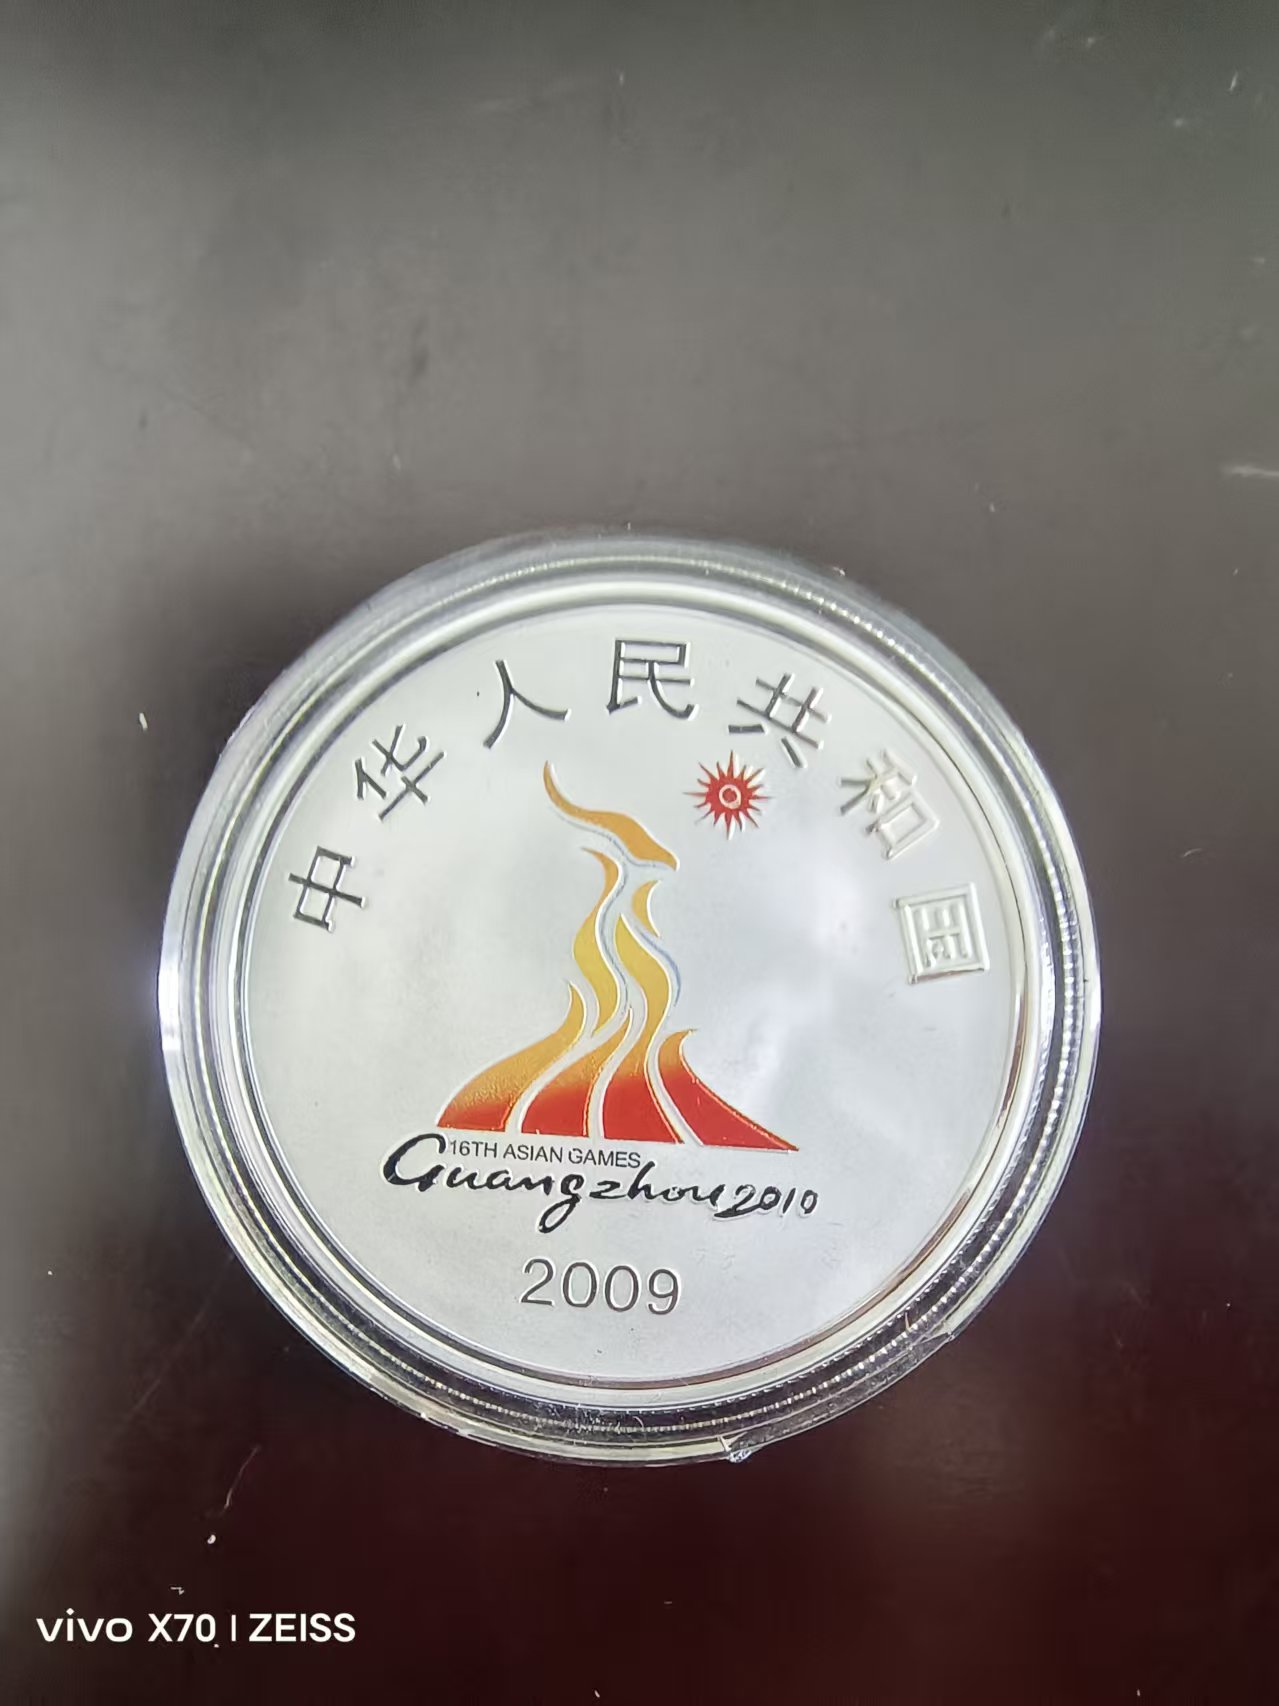 中华人民共和国
16TH ASIAN GAMES
Guangzhou 2010
2009
vivo X70 | ZEISS